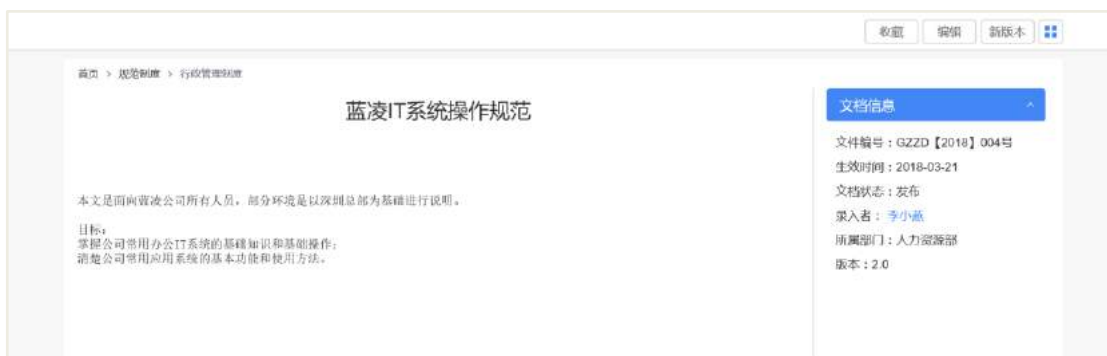 收藏 编辑 新版本
首页 > 规范制度 > 行政管理制度
蓝凌IT系统操作规范
本文是面向蓝凌公司所有人员，部分环境是以深圳总部为基础进行说明。
目标：
掌握公司常用办公IT系统的基础知识和基础操作；
清楚公司常用应用系统的基本功能和使用方法。
文档信息
文件编号：GZZD【2018】004号
生效时间：2018-03-21
文档状态：发布
录入者：李小燕
所属部门：人力资源部
版本：2.0